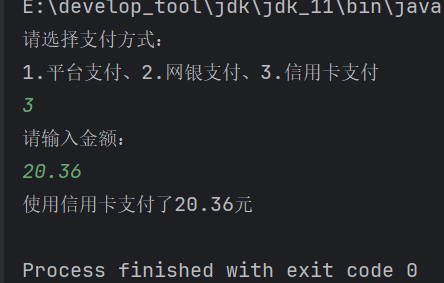 E:\develop_tool\jdk\jdk_11\bin\java
请选择支付方式：
1.平台支付、2.网银支付、3.信用卡支付
3
请输入金额：
20.36
使用信用卡支付了20.36元
Process finished with exit code 0